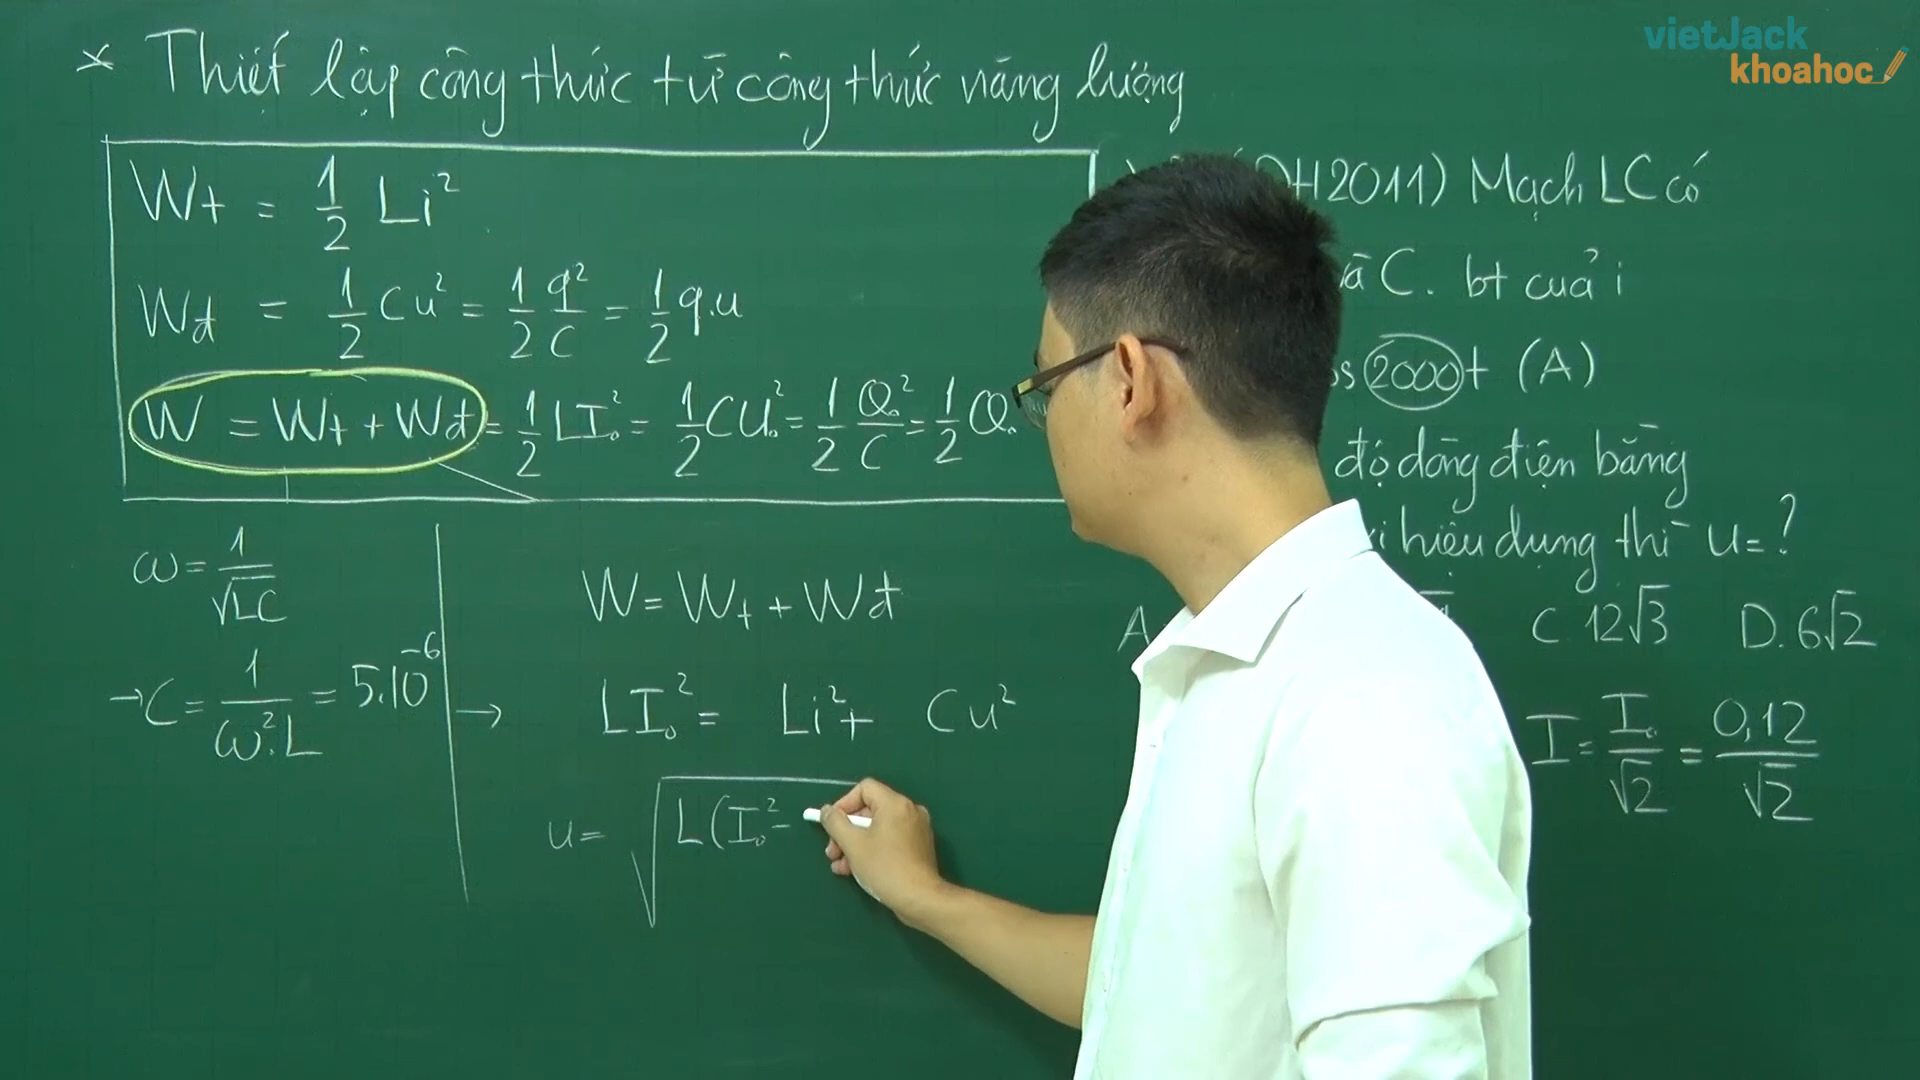 vietJack
khoahoc
* Thiết lập công thức từ công thức năng lượng
Wt = 1/2 Li²
Wđ = 1/2 Cu² = 1/2 q²/C = 1/2 q.u
W = Wt + Wđ = 1/2 LI₀² = 1/2 CU₀² = 1/2 Q₀²/C = 1/2 Q₀
ω = 1/√LC
→ C = 1/ω².L = 5.10⁻⁶
W = Wt + Wđ
→ LI₀² = Li² + Cu²
u = √L(I₀² -
ĐH2011) Mạch LC có
C. bt của i
2000t (A)
độ dòng điện bằng
hiệu dụng thì u = ?
A. C. 12√3 D. 6√2
I = I₀/√2 = 0,12/√2